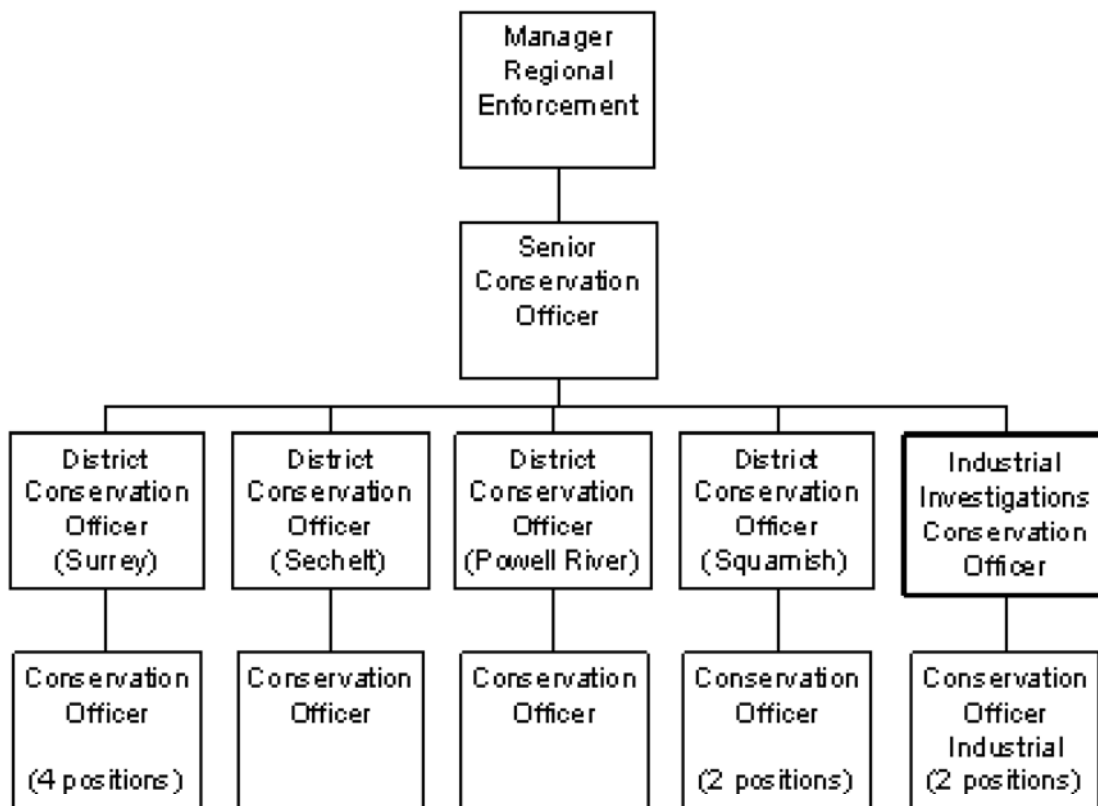 Manager
Regional
Enforcement
Senior
Conservation
Officer
District
Conservation
Officer
(Surrey)
District
Conservation
Officer
(Sechelt)
District
Conservation
Officer
(Powell River)
District
Conservation
Officer
(Squamish)
Industrial
Investigations
Conservation
Officer
Conservation
Officer
(4 positions)
Conservation
Officer
Conservation
Officer
Conservation
Officer
(2 positions)
Conservation
Officer
Industrial
(2 positions)